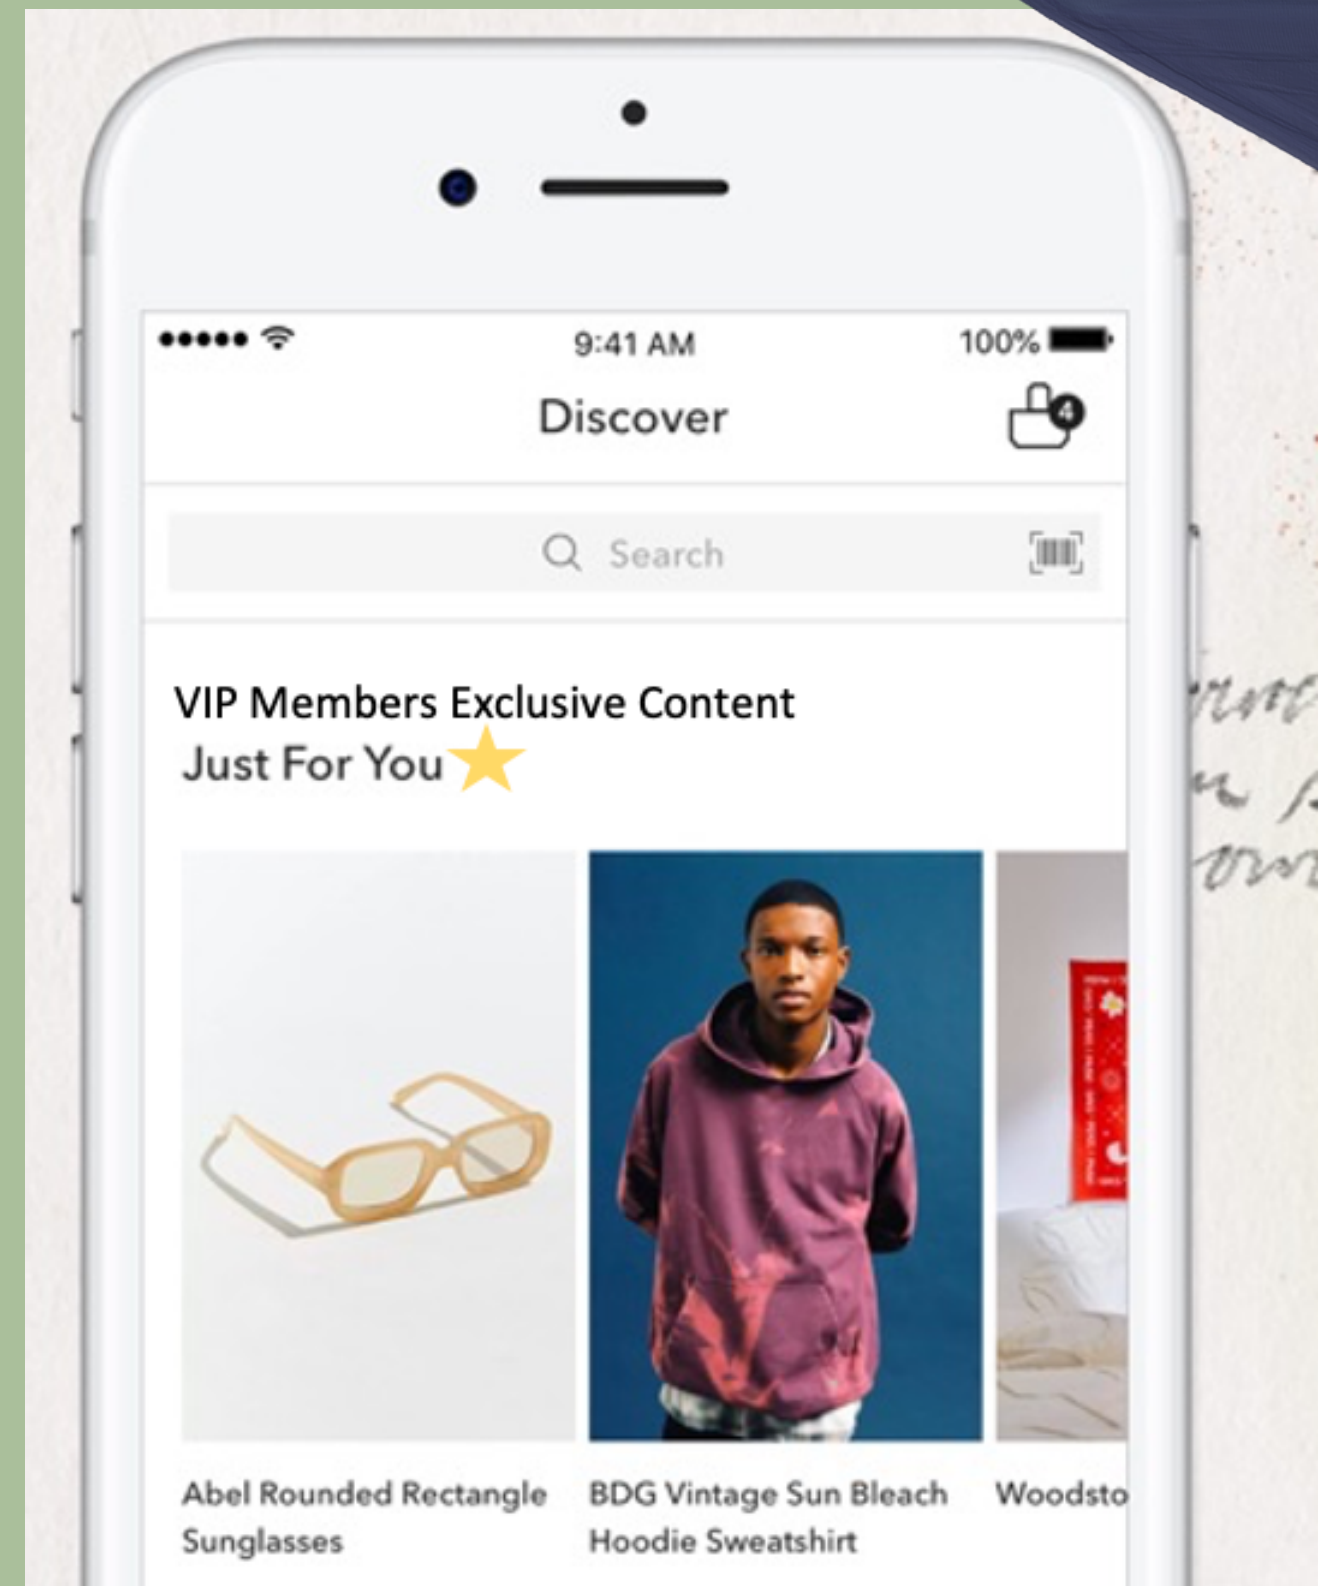 9:41 AM
100%
Discover
4
Search
VIP Members Exclusive Content
Just For You
Abel Rounded Rectangle
Sunglasses
BDG Vintage Sun Bleach
Hoodie Sweatshirt
Woodsto